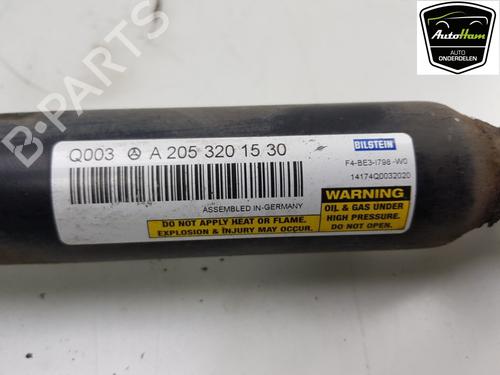 AutoHam
AUTO
ONDERDELEN
B-PARTS
Q003 A 205 320 15 30
BILSTEIN
F4-BE3-I798-W0
14174Q0032020
ASSEMBLED IN-GERMANY
WARNING
OIL & GAS UNDER
HIGH PRESSURE.
DO NOT OPEN.
DO NOT APPLY HEAT OR FLAME.
EXPLOSION & INJURY MAY OCCUR.